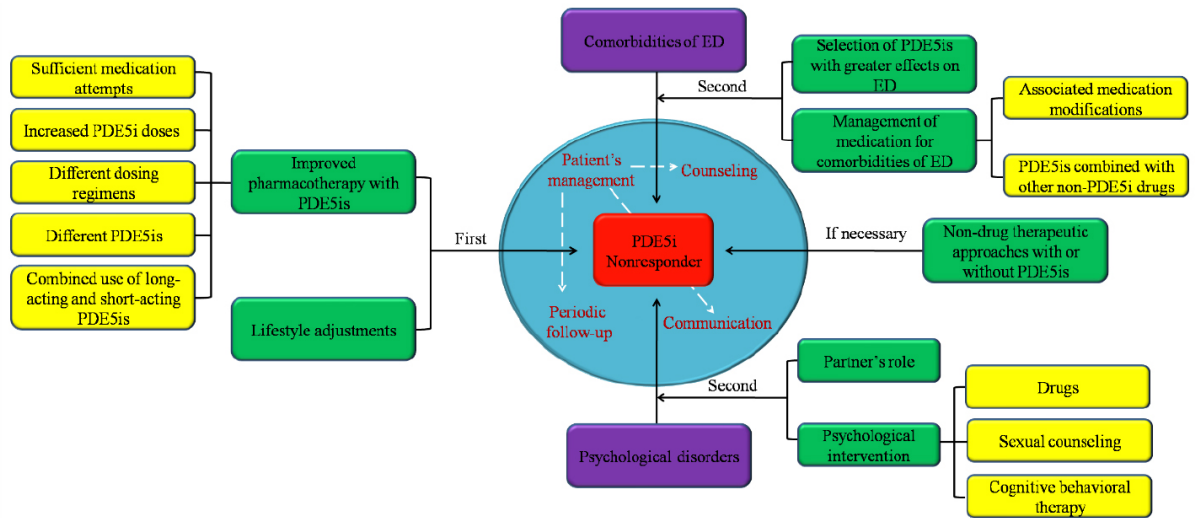 Sufficient medication
attempts
Increased PDE5i doses
Different dosing
regimens
Different PDE5is
Combined use of long-
acting and short-acting
PDE5is
Improved
pharmacotherapy with
PDE5is
Lifestyle adjustments
First
Comorbidities of ED
Second
Selection of PDE5is
with greater effects on
ED
Management of
medication for
comorbidities of ED
Associated medication
modifications
PDE5is combined with
other non-PDE5i drugs
Patient's
management
Counseling
PDE5i
Nonresponder
Periodic
follow-up
Communication
If necessary
Non-drug therapeutic
approaches with or
without PDE5is
Second
Psychological disorders
Partner's role
Psychological
intervention
Drugs
Sexual counseling
Cognitive behavioral
therapy